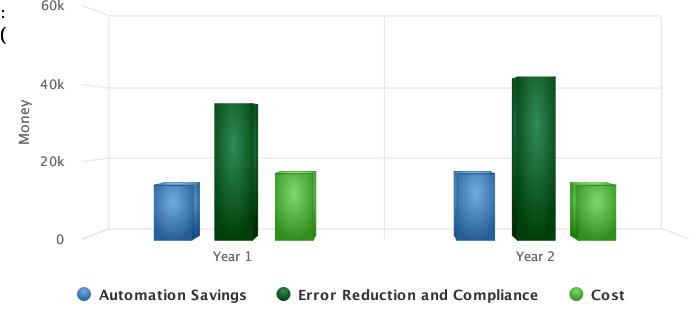 :
(
60k
40k
20k
0
Money
Year 1
Year 2
Automation Savings
Error Reduction and Compliance
Cost